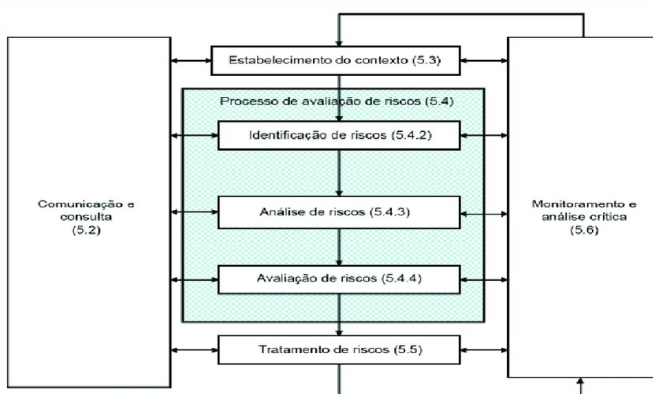 Estabelecimento do contexto (5.3)
Processo de avaliação de riscos (5.4)
Identificação de riscos (5.4.2)
Comunicação e
consulta
(5.2)
Análise de riscos (5.4.3)
Monitoramento e
análise crítica
(5.6)
Avaliação de riscos (5.4.4)
Tratamento de riscos (5.5)